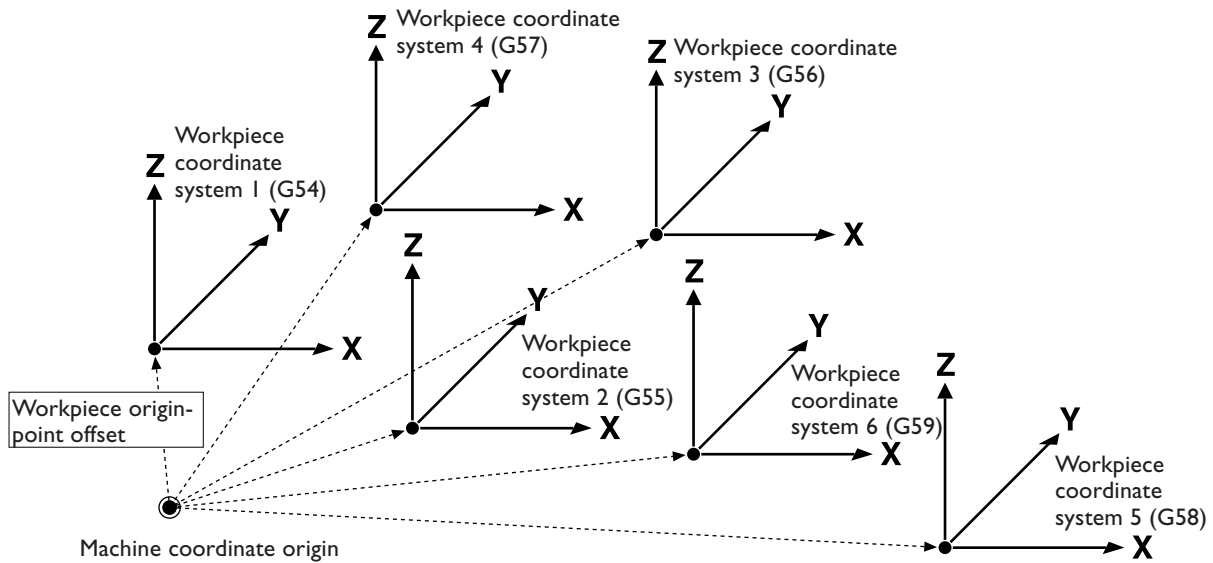 Z
Workpiece coordinate
system 4 (G57)
Y
X
Z
Workpiece coordinate
system 3 (G56)
Y
X
Z
Workpiece
coordinate
system 1 (G54)
Y
X
Z
Y
Workpiece
coordinate
system 2 (G55)
X
Z
Y
Workpiece
coordinate
system 6 (G59)
X
Z
Y
Workpiece
coordinate
system 5 (G58)
X
Workpiece origin-
point offset
Machine coordinate origin